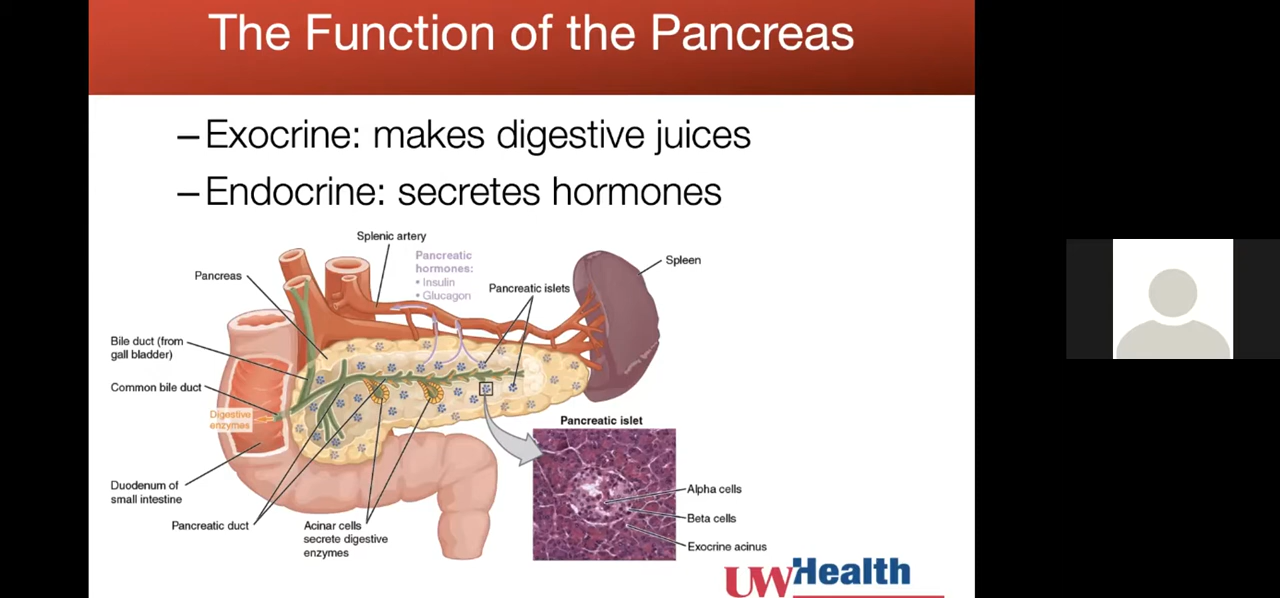 The Function of the Pancreas
–Exocrine: makes digestive juices
–Endocrine: secretes hormones
Splenic artery
Pancreatic
hormones:
• Insulin
• Glucagon
Pancreas
Spleen
Pancreatic islets
Bile duct (from
gall bladder)
Common bile duct
Digestive
enzymes
Pancreatic islet
Duodenum of
small intestine
Pancreatic duct
Acinar cells
secrete digestive
enzymes
Alpha cells
Beta cells
Exocrine acinus
UWHealth